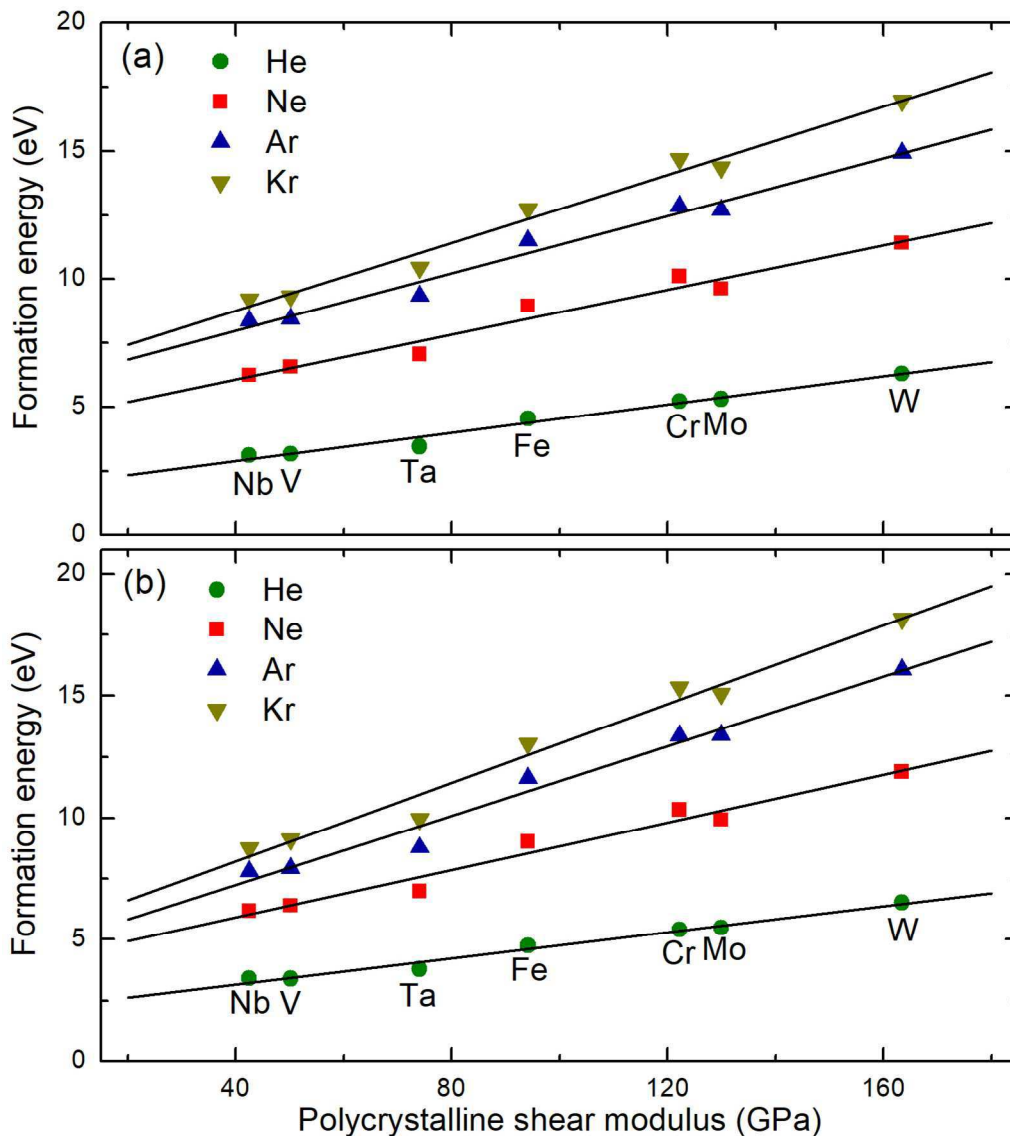 (a)
He
Ne
Ar
Kr
20
15
10
5
0
Formation energy (eV)
Nb V Ta Fe Cr Mo W
(b)
He
Ne
Ar
Kr
20
15
10
5
0
Formation energy (eV)
Nb V Ta Fe Cr Mo W
40 80 120 160
Polycrystalline shear modulus (GPa)